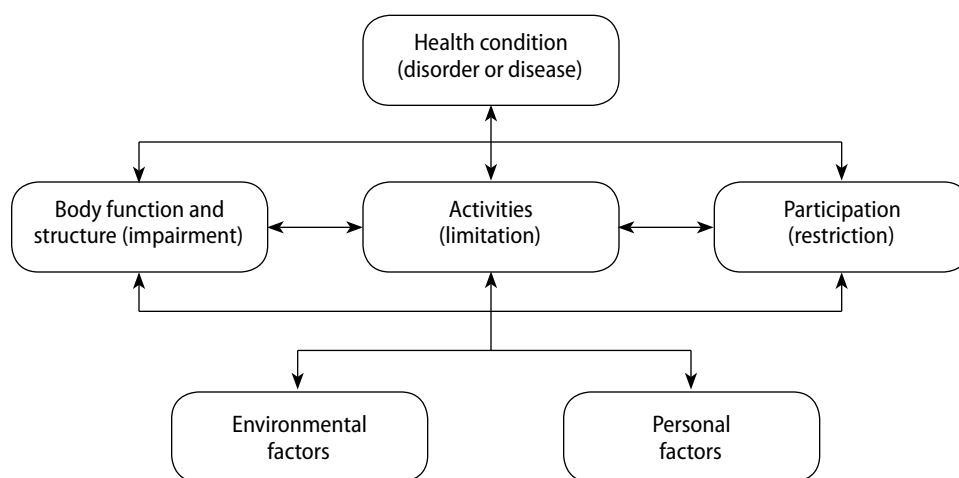 Health condition
(disorder or disease)
Body function and
structure (impairment)
Activities
(limitation)
Participation
(restriction)
Environmental
factors
Personal
factors